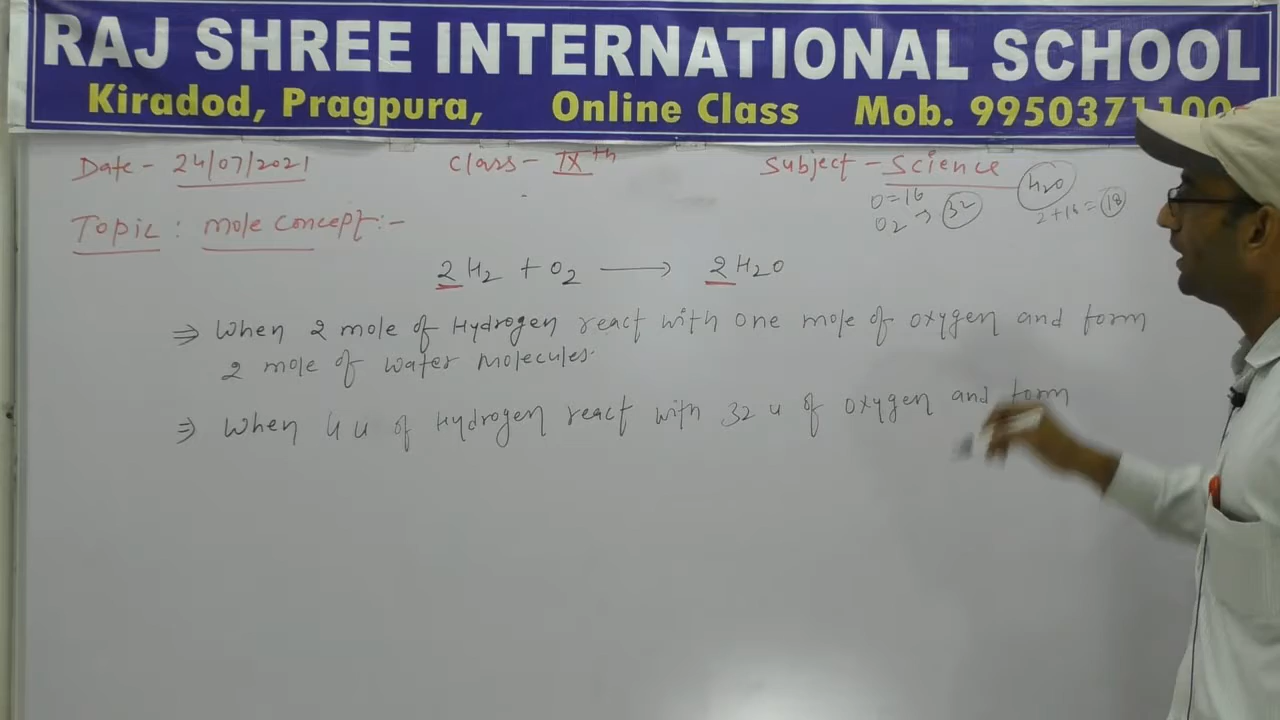 RAJ SHREE INTERNATIONAL SCHOOL
Kiradod, Pragpura, Online Class Mob. 9950371100
Date - 24/07/2021 Class - IXth Subject - Science
O = 16 H2O
O2 → 32 2+16 = 18
Topic : mole concept :-
2H2 + O2 → 2H2O
⇒ When 2 mole of Hydrogen react with one mole of oxygen and form
2 mole of water molecules.
⇒ When 4 u of Hydrogen react with 32 u of oxygen and form